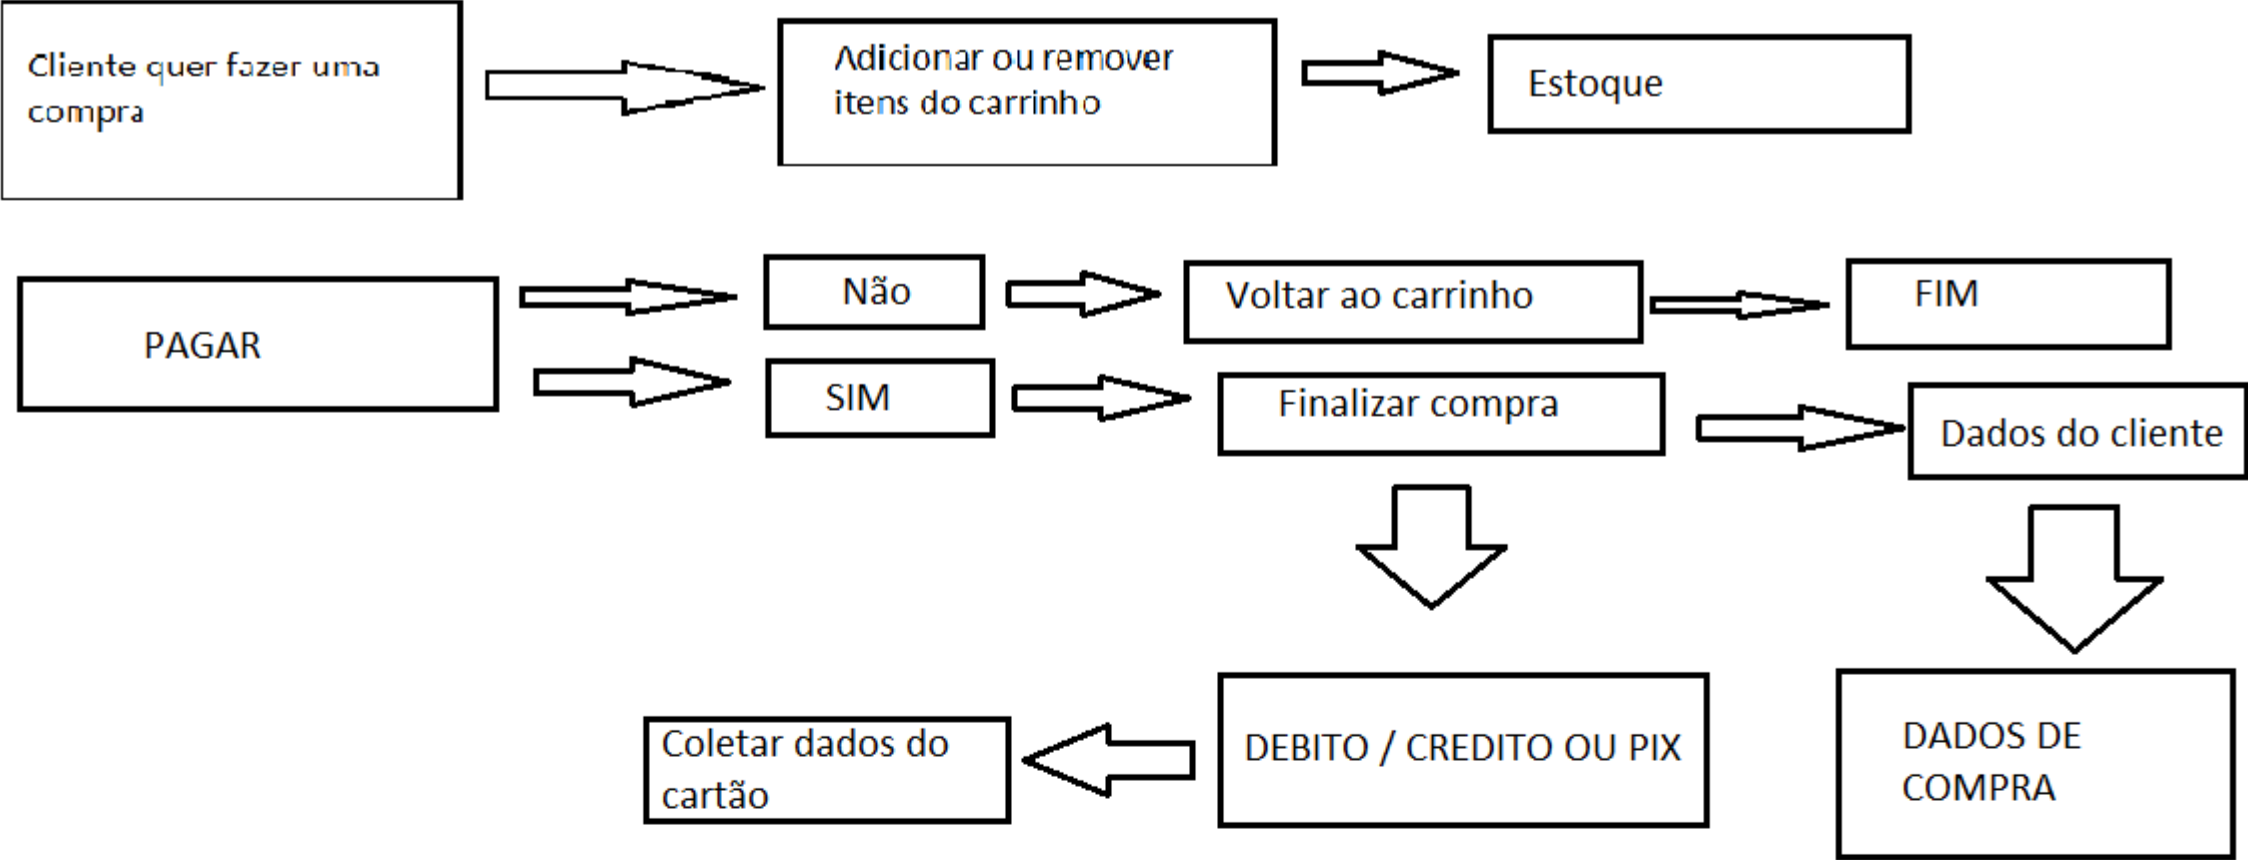 Cliente quer fazer uma
compra
Adicionar ou remover
itens do carrinho
Estoque
PAGAR
Não
Voltar ao carrinho
FIM
SIM
Finalizar compra
Dados do cliente
Coletar dados do
cartão
DEBITO / CREDITO OU PIX
DADOS DE
COMPRA